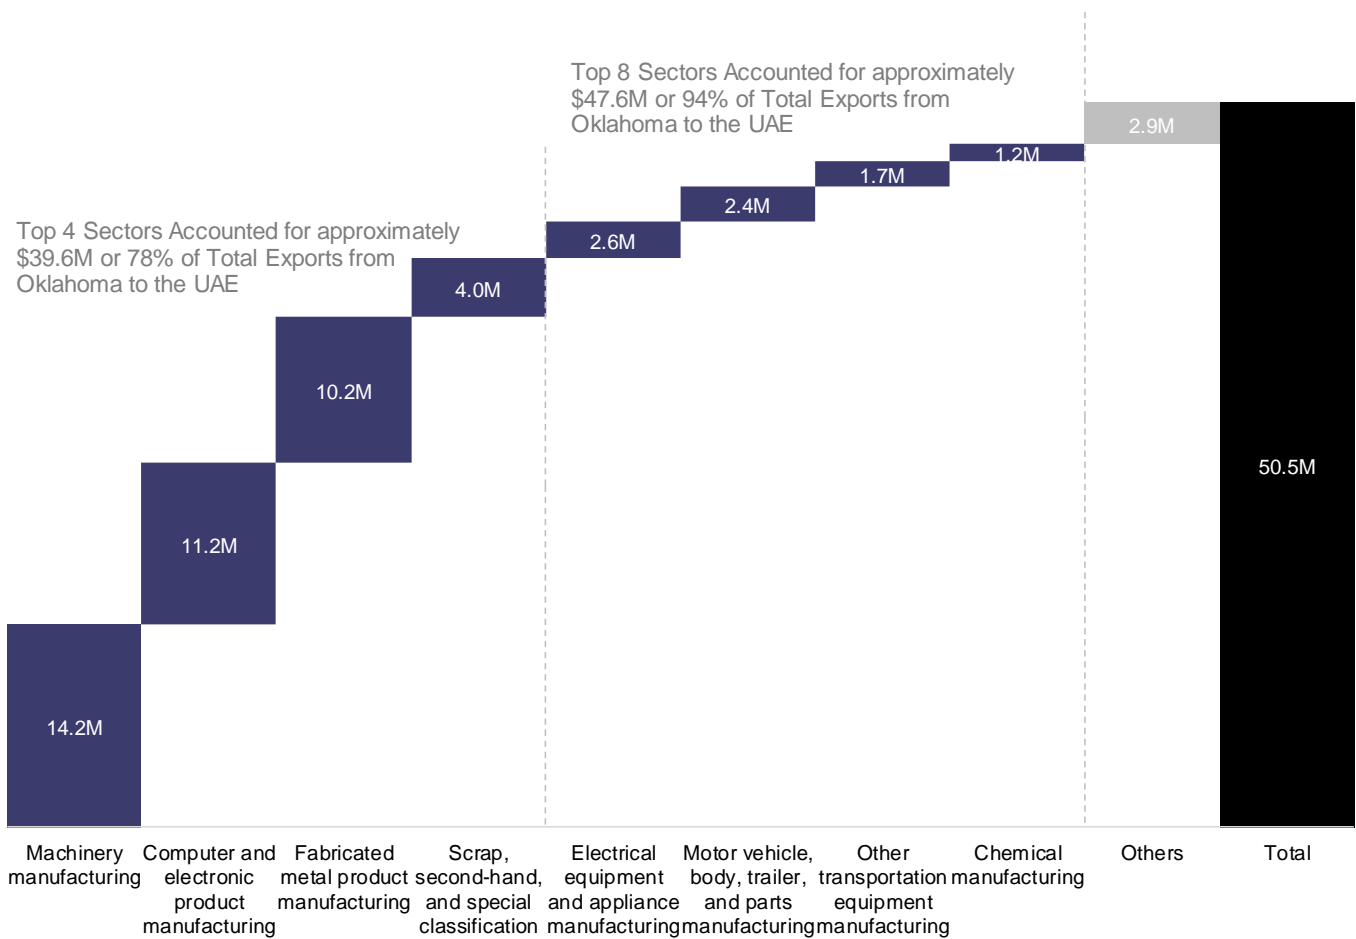 Top 8 Sectors Accounted for approximately
$47.6M or 94% of Total Exports from
Oklahoma to the UAE
Top 4 Sectors Accounted for approximately
$39.6M or 78% of Total Exports from
Oklahoma to the UAE
14.2M
11.2M
10.2M
4.0M
2.6M
2.4M
1.7M
1.2M
2.9M
50.5M
Machinery
manufacturing
Computer and
electronic
product
manufacturing
Fabricated
metal product
manufacturing
Scrap,
second-hand,
and special
classification
Electrical
equipment
and appliance
manufacturing
Motor vehicle,
body, trailer,
and parts
manufacturing
Other
transportation
equipment
manufacturing
Chemical
manufacturing
Others
Total